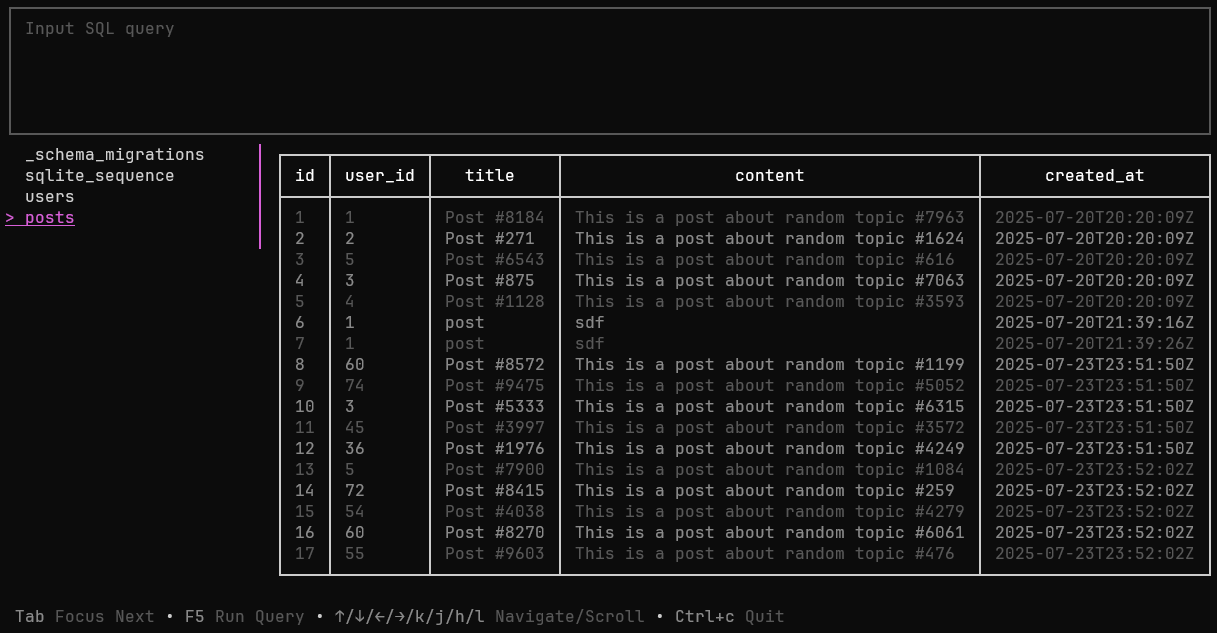 Input SQL query
_schema_migrations
sqlite_sequence
users
> posts
id user_id title content created_at
1 1 Post #8184 This is a post about random topic #7963 2025-07-20T20:20:09Z
2 2 Post #271 This is a post about random topic #1624 2025-07-20T20:20:09Z
3 5 Post #6543 This is a post about random topic #616 2025-07-20T20:20:09Z
4 3 Post #875 This is a post about random topic #7063 2025-07-20T20:20:09Z
5 4 Post #1128 This is a post about random topic #3593 2025-07-20T20:20:09Z
6 1 post sdf 2025-07-20T21:39:16Z
7 1 post sdf 2025-07-20T21:39:26Z
8 60 Post #8572 This is a post about random topic #1199 2025-07-23T23:51:50Z
9 74 Post #9475 This is a post about random topic #5052 2025-07-23T23:51:50Z
10 3 Post #5333 This is a post about random topic #6315 2025-07-23T23:51:50Z
11 45 Post #3997 This is a post about random topic #3572 2025-07-23T23:51:50Z
12 36 Post #1976 This is a post about random topic #4249 2025-07-23T23:51:50Z
13 5 Post #7900 This is a post about random topic #1084 2025-07-23T23:52:02Z
14 72 Post #8415 This is a post about random topic #259 2025-07-23T23:52:02Z
15 54 Post #4038 This is a post about random topic #4279 2025-07-23T23:52:02Z
16 60 Post #8270 This is a post about random topic #6061 2025-07-23T23:52:02Z
17 55 Post #9603 This is a post about random topic #476 2025-07-23T23:52:02Z
Tab Focus Next • F5 Run Query • ↑/↓/←/→/k/j/h/l Navigate/Scroll • Ctrl+c Quit